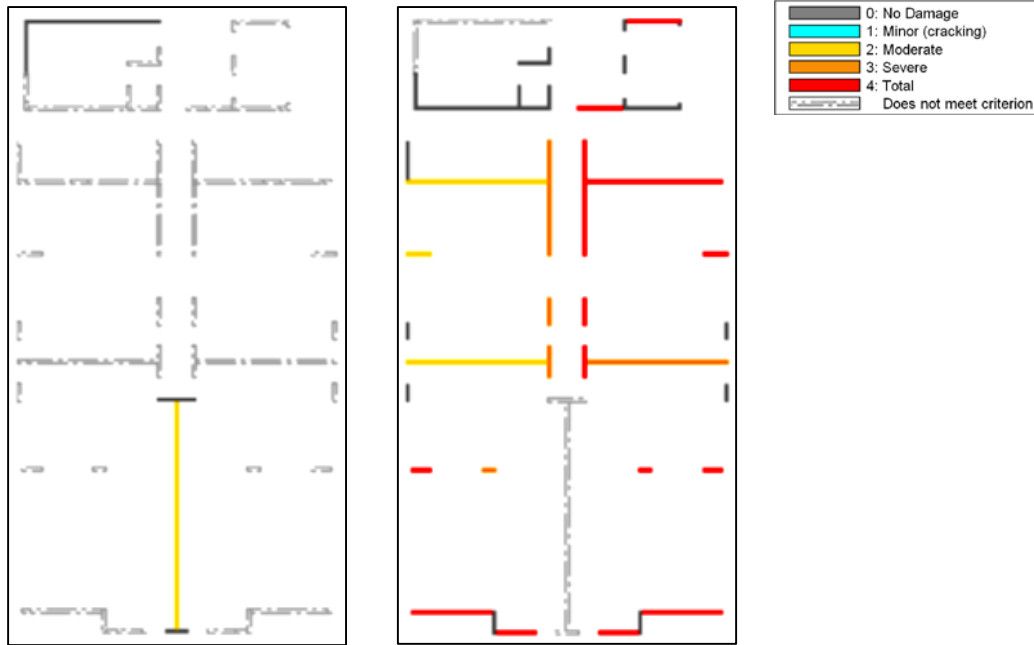 0: No Damage
1: Minor (cracking)
2: Moderate
3: Severe
4: Total
Does not meet criterion